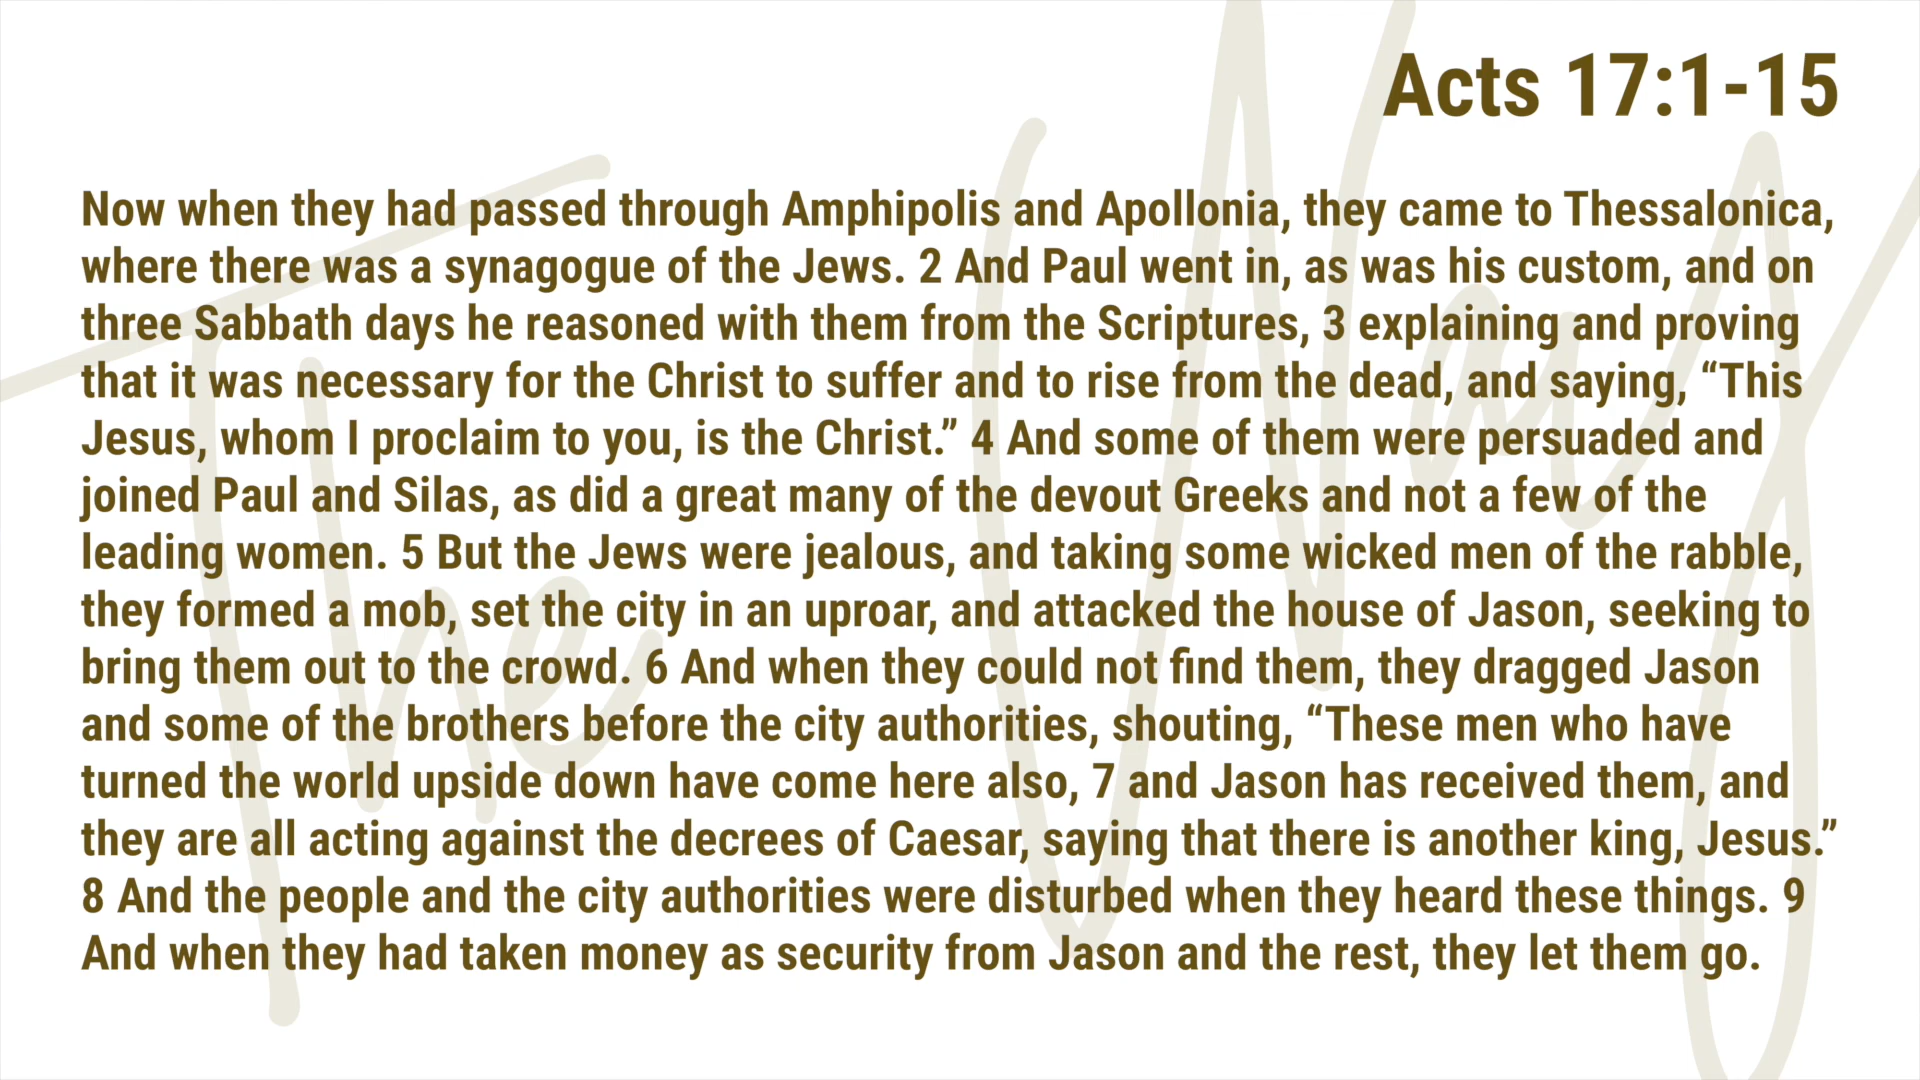 Acts 17:1-15
Now when they had passed through Amphipolis and Apollonia, they came to Thessalonica,
where there was a synagogue of the Jews. 2 And Paul went in, as was his custom, and on
three Sabbath days he reasoned with them from the Scriptures, 3 explaining and proving
that it was necessary for the Christ to suffer and to rise from the dead, and saying, “This
Jesus, whom I proclaim to you, is the Christ.” 4 And some of them were persuaded and
joined Paul and Silas, as did a great many of the devout Greeks and not a few of the
leading women. 5 But the Jews were jealous, and taking some wicked men of the rabble,
they formed a mob, set the city in an uproar, and attacked the house of Jason, seeking to
bring them out to the crowd. 6 And when they could not find them, they dragged Jason
and some of the brothers before the city authorities, shouting, “These men who have
turned the world upside down have come here also, 7 and Jason has received them, and
they are all acting against the decrees of Caesar, saying that there is another king, Jesus.”
8 And the people and the city authorities were disturbed when they heard these things. 9
And when they had taken money as security from Jason and the rest, they let them go.
The Way